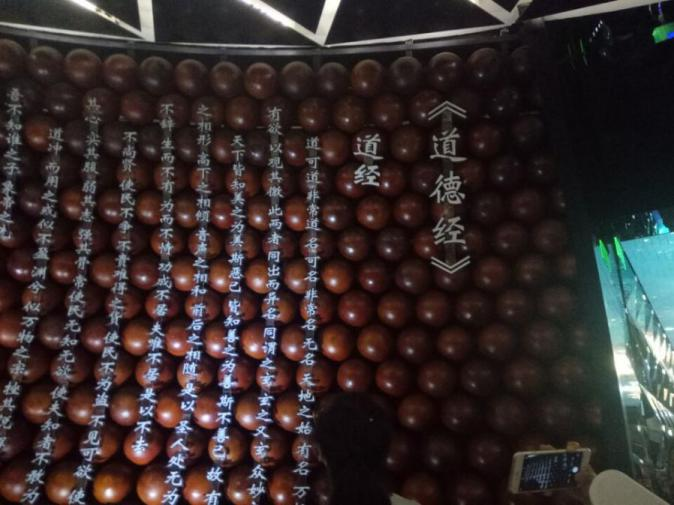 《道德经》
道经
道可道非常道名可名非常名无名天地之始有名万
有欲以观其徼此两者同出而异名同谓之玄玄之又玄众妙
天下皆知美之为美斯恶已皆知善之为善斯不善已故有
之相形高下之相倾音声之相和前后之相随是以圣人处无为
不辞生而不有为而不恃功成不居夫唯不居是以不去
不尚贤使民不争不贵难得之货使民不为盗不见可欲使
其心实其腹弱其志强其骨常使民无知无欲使夫知者不敢为
道冲而用之或似不盈渊兮似万物之宗挫其
吾不知谁之子象帝之先